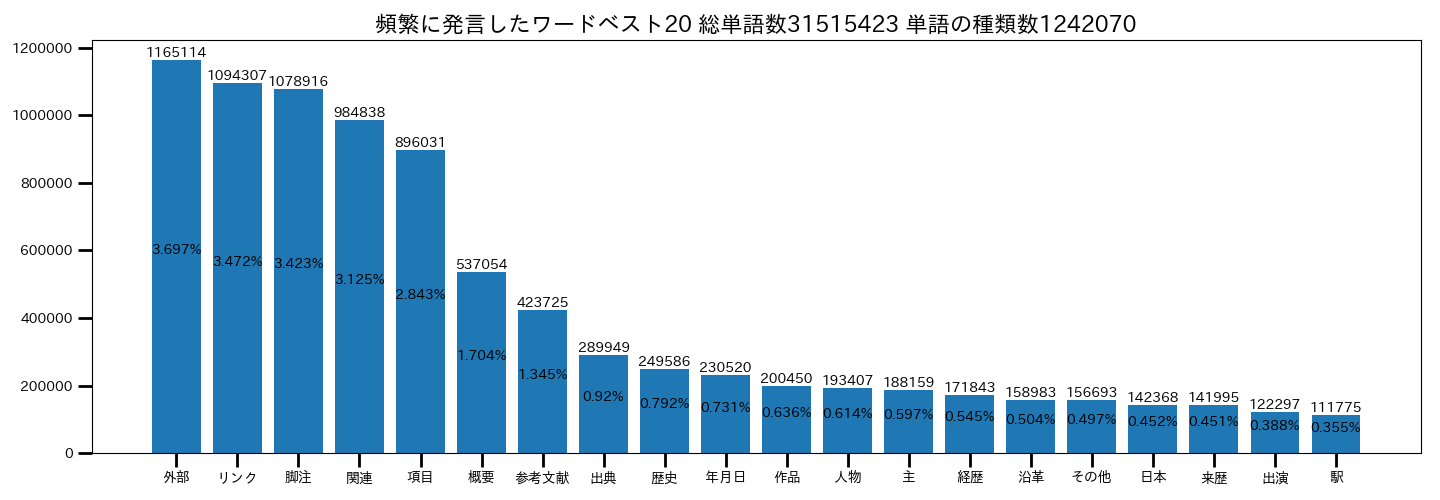 頻繁に発言したワードベスト20 総単語数31515423 単語の種類数1242070
1200000
1000000
800000
600000
400000
200000
0
1165114
1094307
1078916
984838
896031
537054
423725
289949
249586
230520
200450
193407
188159
171843
158983
156693
142368
141995
122297
111775
3.697%
3.472%
3.423%
3.125%
2.843%
1.704%
1.345%
0.92%
0.792%
0.731%
0.636%
0.614%
0.597%
0.545%
0.504%
0.497%
0.452%
0.451%
0.388%
0.355%
外部
リンク
脚注
関連
項目
概要
参考文献
出典
歴史
年月日
作品
人物
主
経歴
沿革
その他
日本
来歴
出演
駅